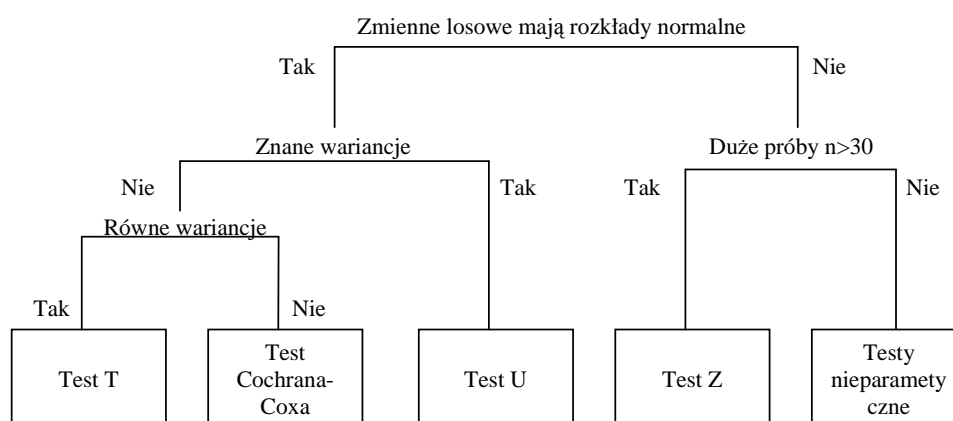 Zmienne losowe mają rozkłady normalne
Tak
Nie
Znane wariancje
Duże próby n>30
Nie
Tak
Tak
Nie
Równe wariancje
Tak
Nie
Test T
Test
Cochrana-
Coxa
Test U
Test Z
Testy
nieparamety
czne